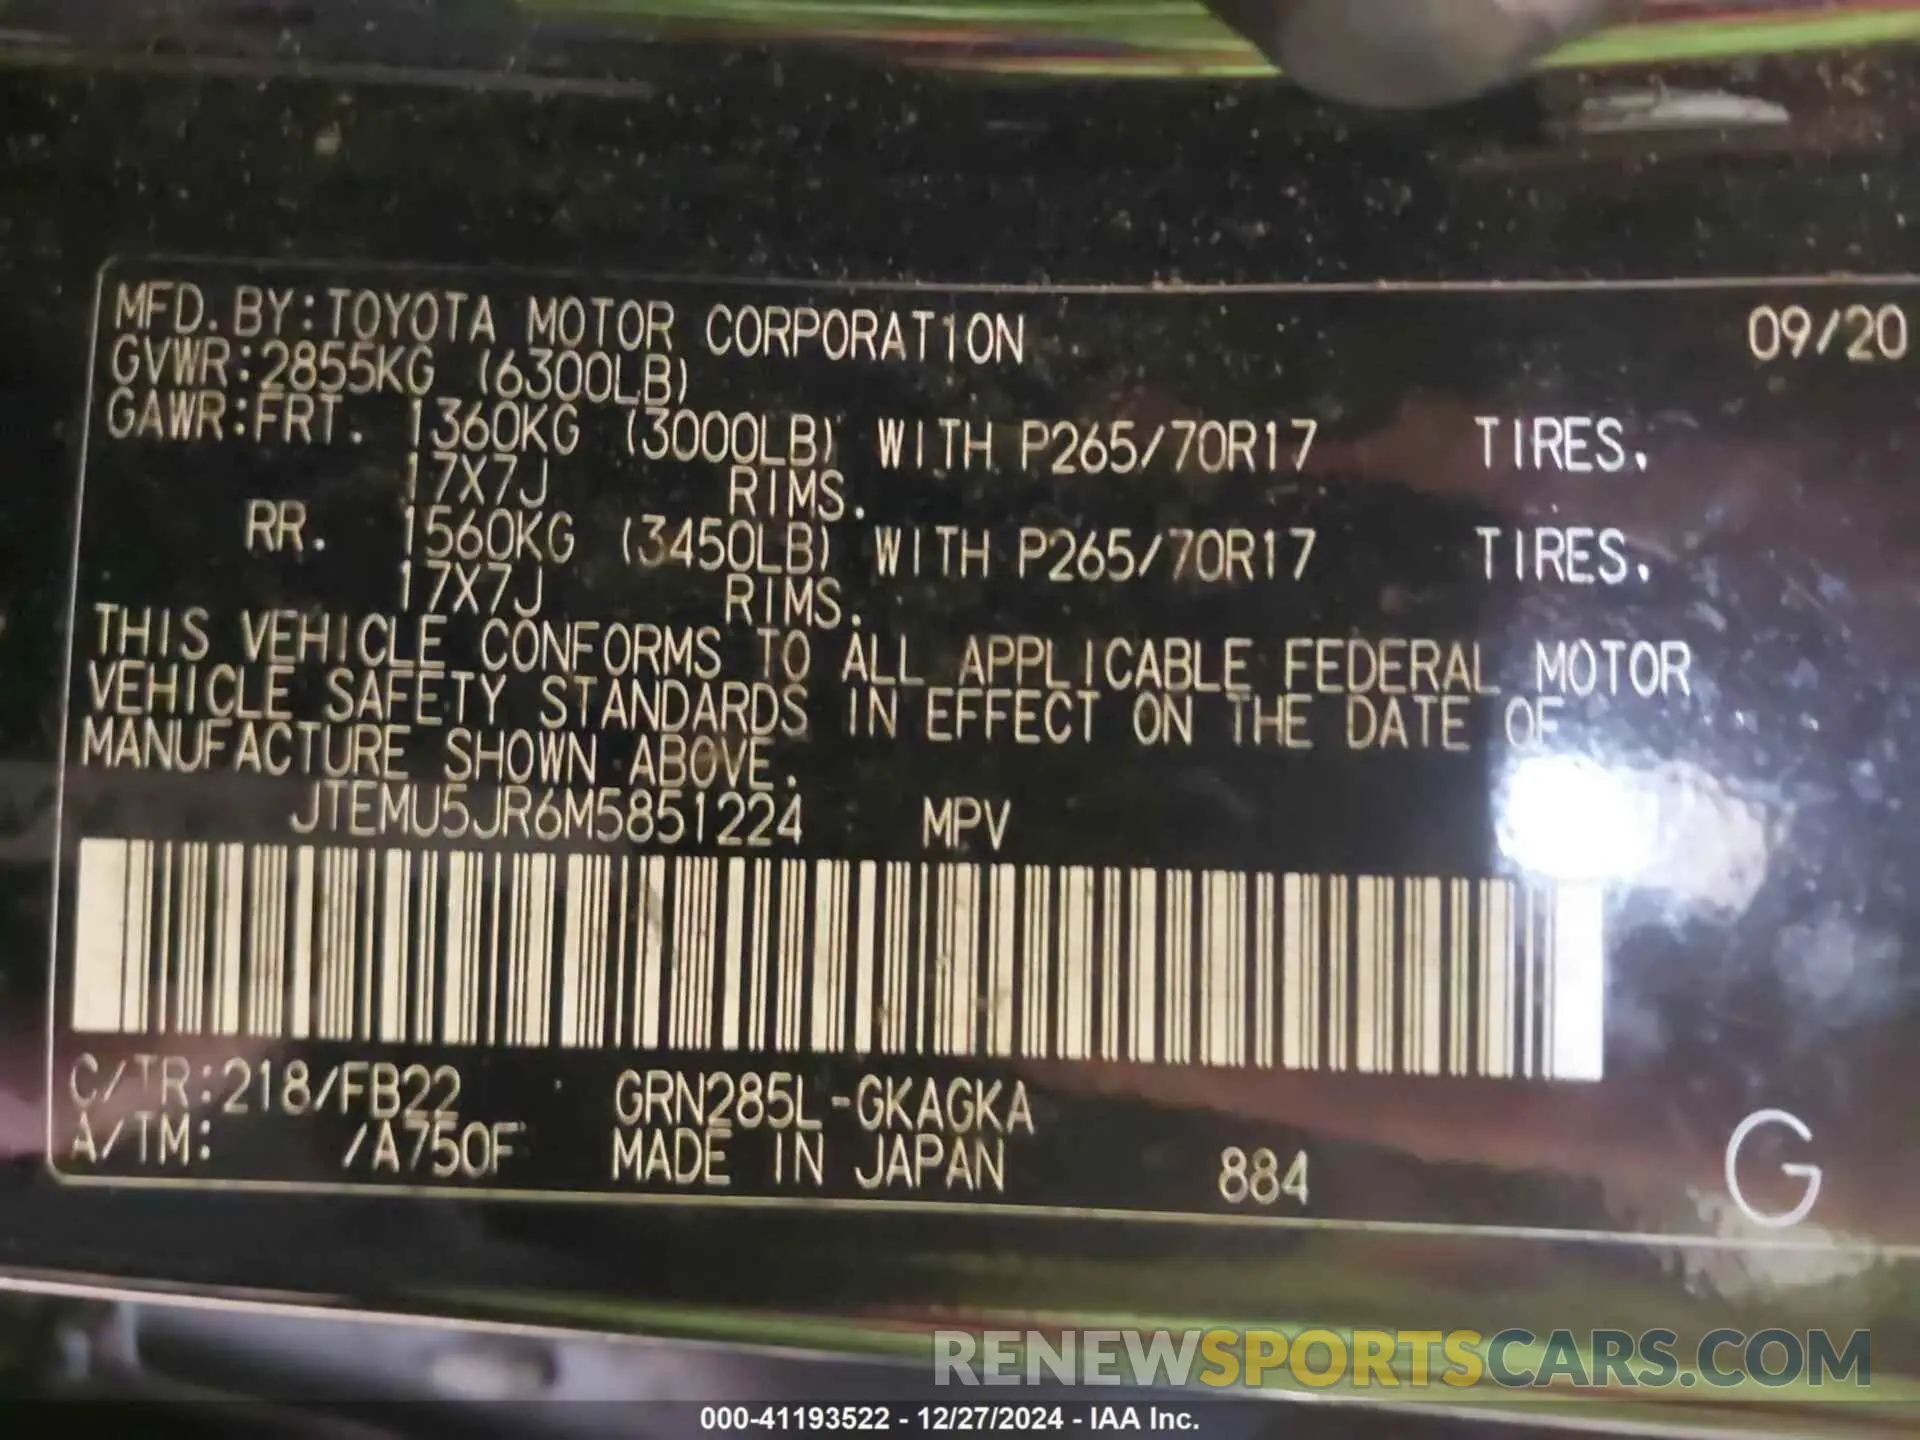 MFD. BY: TOYOTA MOTOR CORPORAT1ON 09/20
GVWR: 2855KG (6300LB)
GAWR: FRT. 1360KG (3000LB) WITH P265/70R17 TIRES.
17X7J RIMS.
RR. 1560KG (3450LB) WITH P265/70R17 TIRES.
17X7J RIMS.
THIS VEHICLE CONFORMS TO ALL APPLICABLE FEDERAL MOTOR
VEHICLE SAFETY STANDARDS IN EFFECT ON THE DATE OF
MANUFACTURE SHOWN ABOVE.
JTEMU5JR6M5851224 MPV
C/TR: 218/FB22 GRN285L-GKAGKA
A/TM: /A750F MADE IN JAPAN 884 G
RENEWSPORTSCARS.COM
000-41193522 - 12/27/2024 - IAA Inc.